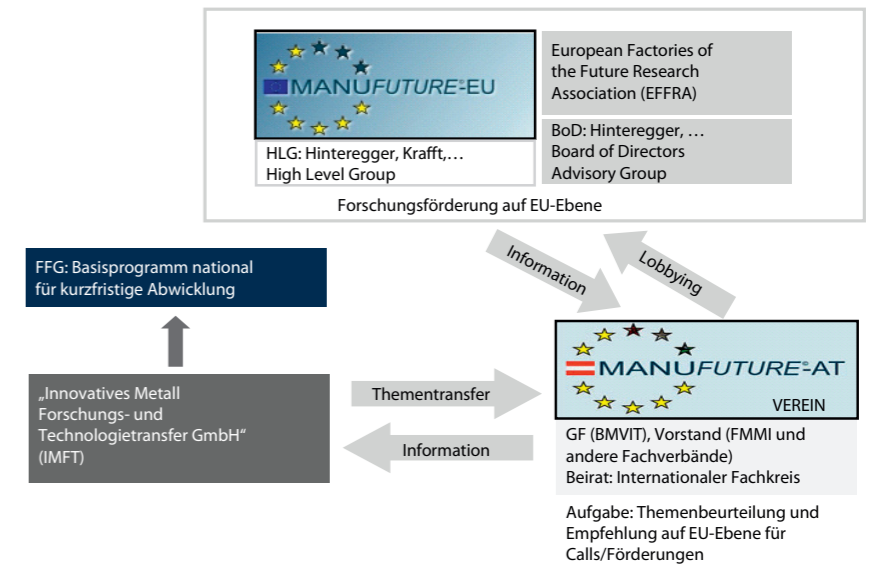 MANUFUTURE®-EU
HLG: Hinteregger, Krafft,…
High Level Group
European Factories of
the Future Research
Association (EFFRA)
BoD: Hinteregger, …
Board of Directors
Advisory Group
Forschungsförderung auf EU-Ebene
Information
Lobbying
FFG: Basisprogramm national
für kurzfristige Abwicklung
„Innovatives Metall
Forschungs- und
Technologietransfer GmbH“
(IMFT)
Thementransfer
Information
MANUFUTURE®-AT
VEREIN
GF (BMVIT), Vorstand (FMMI und
andere Fachverbände)
Beirat: Internationaler Fachkreis
Aufgabe: Themenbeurteilung und
Empfehlung auf EU-Ebene für
Calls/Förderungen